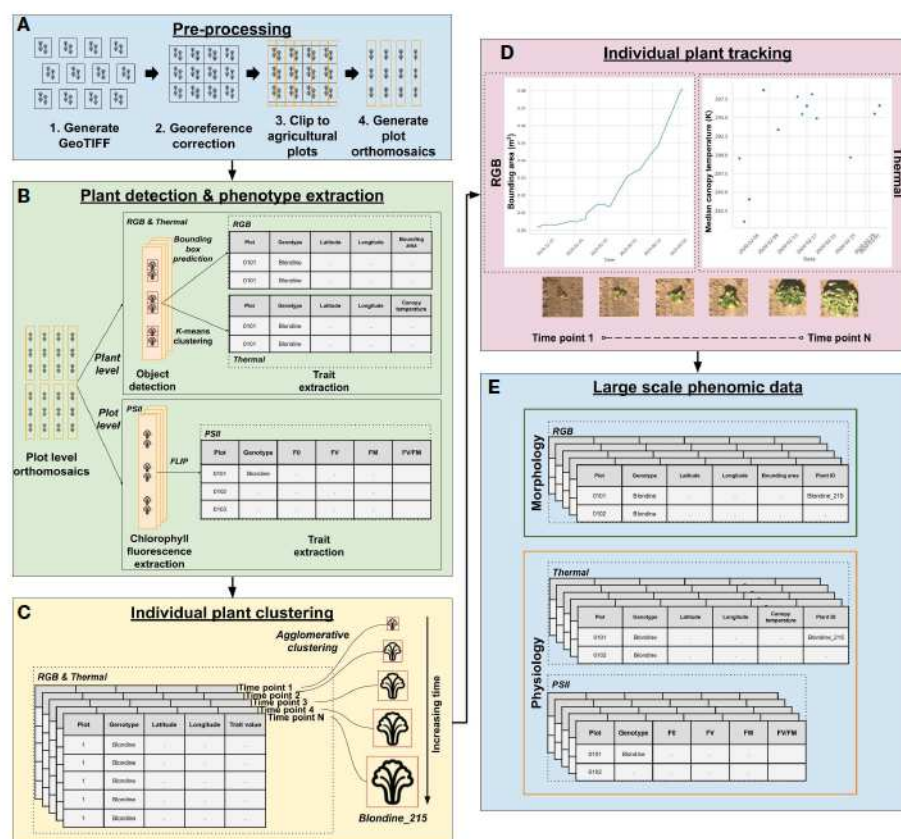 A
Pre-processing
1. Generate
GeoTIFF
2. Georeference
correction
3. Clip to
agricultural
plots
4. Generate
plot
orthomosaics
B
Plant detection & phenotype extraction
Plot level
orthomosaics
Plant
level
Plot
level
RGB & Thermal
Bounding
box
prediction
K-means
clustering
Object
detection
RGB
Plot Genotype Latitude Longitude Bounding
area
0101 Blondine
0101 Blondine
Plot Genotype Latitude Longitude Canopy
temperature
0101 Blondine
0101 Blondine
Thermal
Trait
extraction
PSII
FLIP
Chlorophyll
fluorescence
extraction
PSII
Plot Genotype F0 FV FM FV/FM
0101 Blondine
0102
0103
Trait
extraction
C
Individual plant clustering
Agglomerative
clustering
RGB & Thermal
Time point 1
Time point 2
Time point 3
Time point 4
Time point N
Plot Genotype Latitude Longitude Trait value
1 Blondine
1 Blondine
1 Blondine
1 Blondine
1 Blondine
Increasing time
Blondine_215
D
Individual plant tracking
RGB
Bounding area (m²)
Time
Median canopy temperature (K)
Date
Thermal
Time point 1
Time point N
E
Large scale phenomic data
Morphology
RGB
Plot Genotype Latitude Longitude Bounding area Plant ID
0101 Blondine Blondine_215
0102 Blondine
Physiology
Thermal
Plot Genotype Latitude Longitude Canopy
temperature Plant ID
0101 Blondine Blondine_215
0102 Blondine
PSII
Plot Genotype F0 FV FM FV/FM
0101 Blondine
0102